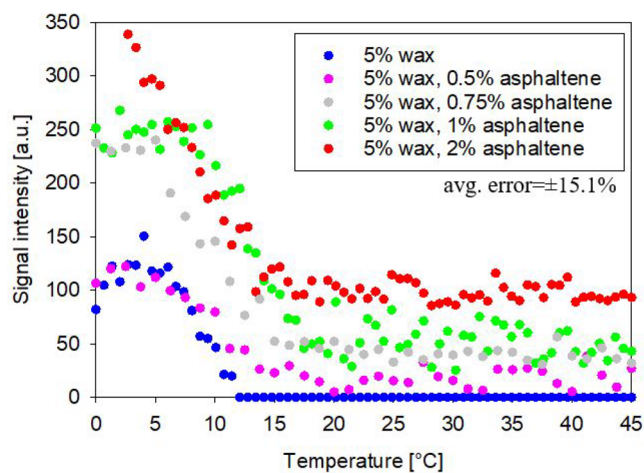 350
300
250
200
150
100
50
0
Signal intensity [a.u.]
5% wax
5% wax, 0.5% asphaltene
5% wax, 0.75% asphaltene
5% wax, 1% asphaltene
5% wax, 2% asphaltene
avg. error=±15.1%
0 5 10 15 20 25 30 35 40 45
Temperature [°C]